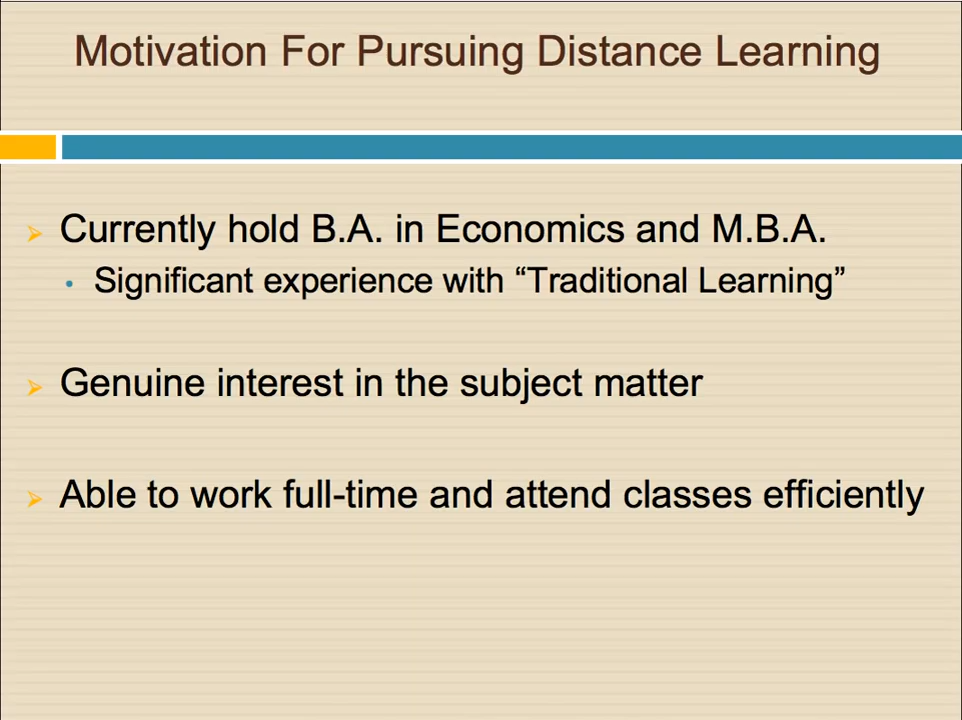 Motivation For Pursuing Distance Learning
Currently hold B.A. in Economics and M.B.A.
Significant experience with “Traditional Learning”
Genuine interest in the subject matter
Able to work full-time and attend classes efficiently